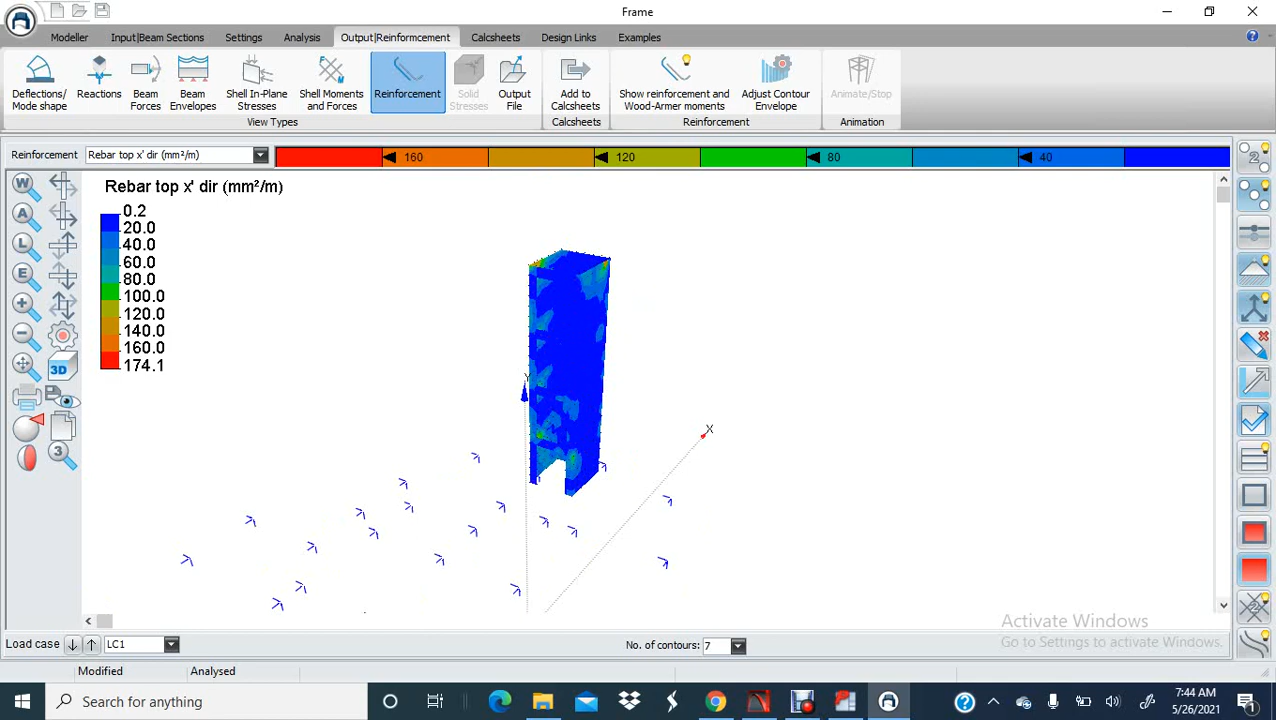 Frame
Modeller Input|Beam Sections Settings Analysis Output|Reinforcement Calcsheets Design Links Examples
Deflections/ Mode shape
Reactions
Beam Forces
Beam Envelopes
Shell In-Plane Stresses
Shell Moments and Forces
Reinforcement
Solid Stresses
Output File
Add to Calcsheets
Show reinforcement and Wood-Armer moments
Adjust Contour Envelope
Animate/Stop
View Types Calcsheets Reinforcement Animation
Reinforcement Rebar top x' dir (mm²/m) 160 120 80 40
Rebar top x' dir (mm²/m)
0.2
20.0
40.0
60.0
80.0
100.0
120.0
140.0
160.0
174.1
W
A
L
E
3D
3
2
Y
X
Activate Windows
Go to Settings to activate Windows.
Load case LC1 No. of contours: 7
Modified Analysed
Search for anything
7:44 AM
5/26/2021
1